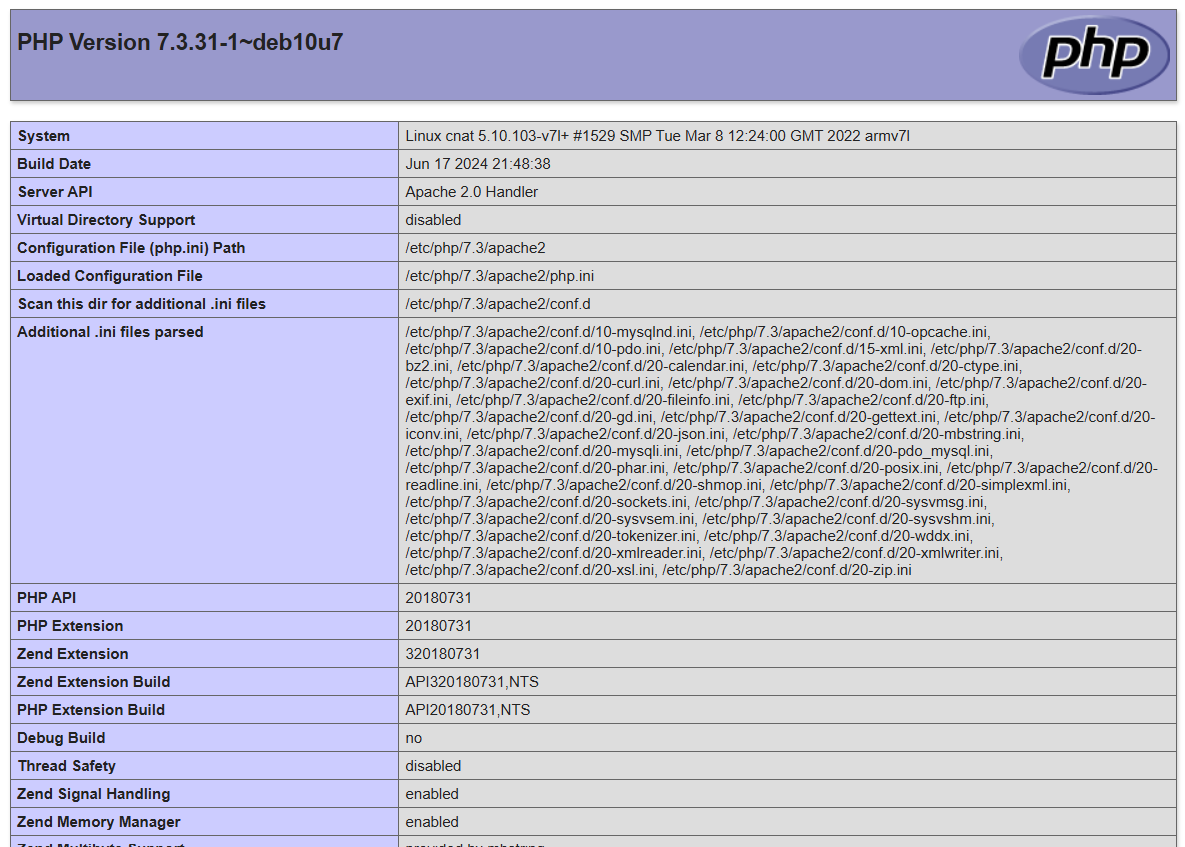 PHP Version 7.3.31-1~deb10u7
php
System Linux cnat 5.10.103-v7l+ #1529 SMP Tue Mar 8 12:24:00 GMT 2022 armv7l
Build Date Jun 17 2024 21:48:38
Server API Apache 2.0 Handler
Virtual Directory Support disabled
Configuration File (php.ini) Path /etc/php/7.3/apache2
Loaded Configuration File /etc/php/7.3/apache2/php.ini
Scan this dir for additional .ini files /etc/php/7.3/apache2/conf.d
Additional .ini files parsed /etc/php/7.3/apache2/conf.d/10-mysqlnd.ini, /etc/php/7.3/apache2/conf.d/10-opcache.ini,
/etc/php/7.3/apache2/conf.d/10-pdo.ini, /etc/php/7.3/apache2/conf.d/15-xml.ini, /etc/php/7.3/apache2/conf.d/20-
bz2.ini, /etc/php/7.3/apache2/conf.d/20-calendar.ini, /etc/php/7.3/apache2/conf.d/20-ctype.ini,
/etc/php/7.3/apache2/conf.d/20-curl.ini, /etc/php/7.3/apache2/conf.d/20-dom.ini, /etc/php/7.3/apache2/conf.d/20-
exif.ini, /etc/php/7.3/apache2/conf.d/20-fileinfo.ini, /etc/php/7.3/apache2/conf.d/20-ftp.ini,
/etc/php/7.3/apache2/conf.d/20-gd.ini, /etc/php/7.3/apache2/conf.d/20-gettext.ini, /etc/php/7.3/apache2/conf.d/20-
iconv.ini, /etc/php/7.3/apache2/conf.d/20-json.ini, /etc/php/7.3/apache2/conf.d/20-mbstring.ini,
/etc/php/7.3/apache2/conf.d/20-mysqli.ini, /etc/php/7.3/apache2/conf.d/20-pdo_mysql.ini,
/etc/php/7.3/apache2/conf.d/20-phar.ini, /etc/php/7.3/apache2/conf.d/20-posix.ini, /etc/php/7.3/apache2/conf.d/20-
readline.ini, /etc/php/7.3/apache2/conf.d/20-shmop.ini, /etc/php/7.3/apache2/conf.d/20-simplexml.ini,
/etc/php/7.3/apache2/conf.d/20-sockets.ini, /etc/php/7.3/apache2/conf.d/20-sysvmsg.ini,
/etc/php/7.3/apache2/conf.d/20-sysvsem.ini, /etc/php/7.3/apache2/conf.d/20-sysvshm.ini,
/etc/php/7.3/apache2/conf.d/20-tokenizer.ini, /etc/php/7.3/apache2/conf.d/20-wddx.ini,
/etc/php/7.3/apache2/conf.d/20-xmlreader.ini, /etc/php/7.3/apache2/conf.d/20-xmlwriter.ini,
/etc/php/7.3/apache2/conf.d/20-xsl.ini, /etc/php/7.3/apache2/conf.d/20-zip.ini
PHP API 20180731
PHP Extension 20180731
Zend Extension 320180731
Zend Extension Build API320180731,NTS
PHP Extension Build API20180731,NTS
Debug Build no
Thread Safety disabled
Zend Signal Handling enabled
Zend Memory Manager enabled
Zend Multibyte Support provided by mbstring